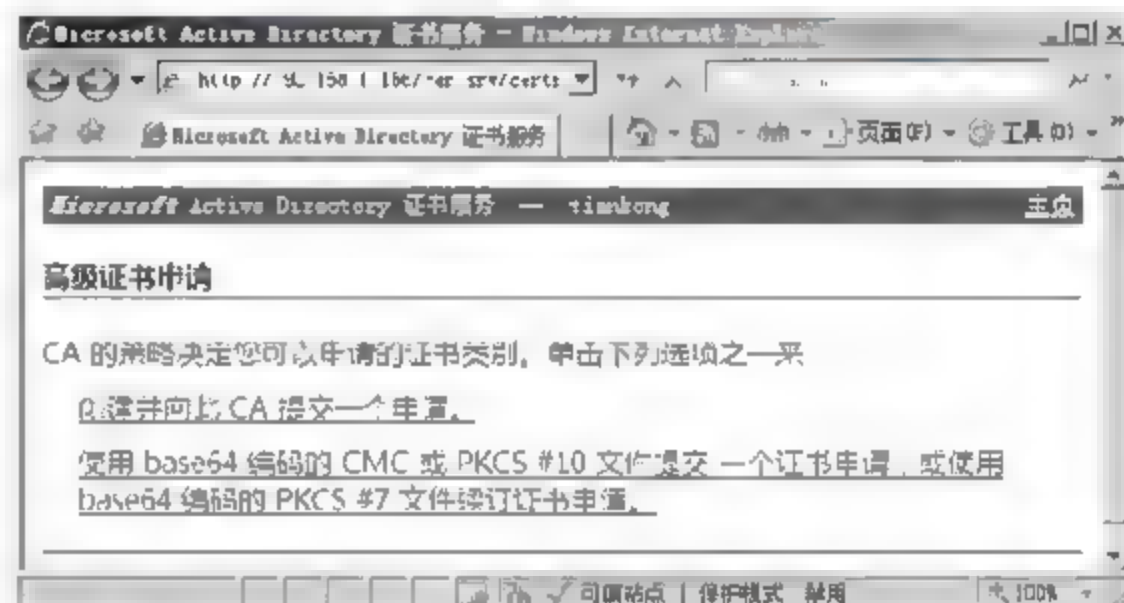 Microsoft Active Directory 证书服务 - Windows Internet
http://
Microsoft Active Directory 证书服务
页面(P)
工具(O)
Microsoft Active Directory 证书服务 — tiankong
主页
高级证书申请
CA 的策略决定您可以申请的证书类别。单击下列选项之一来
创建并向此 CA 提交一个申请。
使用 base64 编码的 CMC 或 PKCS #10 文件提交 一个证书申请，或使用
base64 编码的 PKCS #7 文件续订证书申请。
可信站点 | 保护模式 禁用
100%